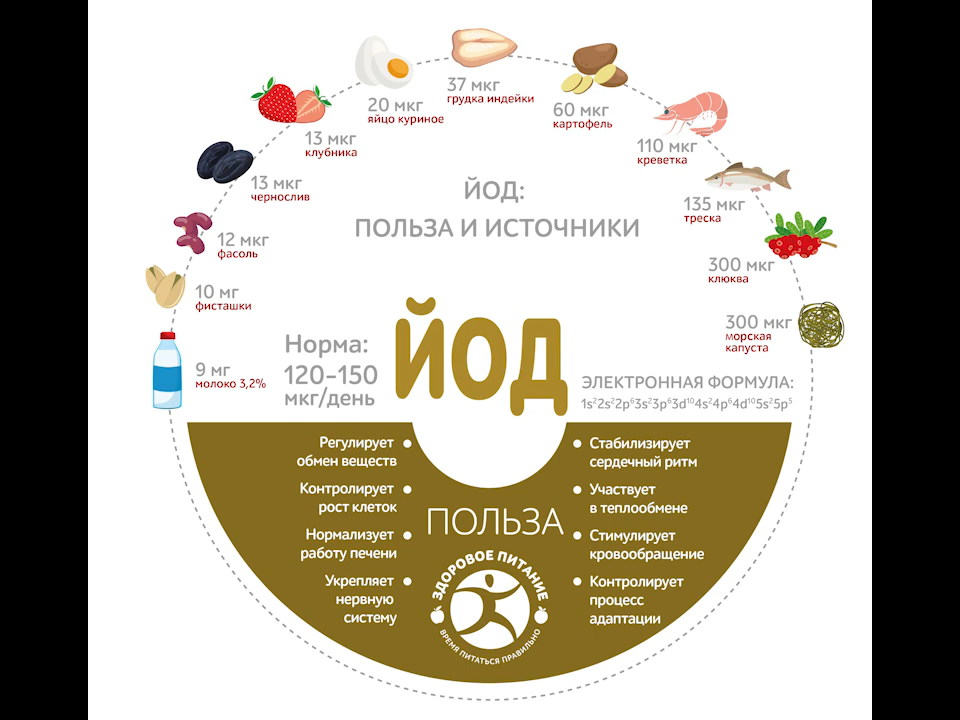 37 мкг
грудка индейки
20 мкг
яйцо куриное
60 мкг
картофель
13 мкг
клубника
110 мкг
креветка
13 мкг
чернослив
ЙОД:
ПОЛЬЗА И ИСТОЧНИКИ
135 мкг
треска
12 мкг
фасоль
300 мкг
клюква
10 мг
фисташки
300 мкг
морская
капуста
9 мг
молоко 3,2%
Норма:
120–150
мкг/день
ЙОД
ЭЛЕКТРОННАЯ ФОРМУЛА:
1s²2s²2p⁶3s²3p⁶3d¹⁰4s²4p⁶4d¹⁰5s²5p⁵
Регулирует
обмен веществ
Контролирует
рост клеток
Нормализует
работу печени
Укрепляет
нервную
систему
ПОЛЬЗА
ЗДОРОВОЕ ПИТАНИЕ
ВРЕМЯ ПИТАТЬСЯ ПРАВИЛЬНО
Стабилизирует
сердечный ритм
Участвует
в теплообмене
Стимулирует
кровообращение
Контролирует
процесс
адаптации